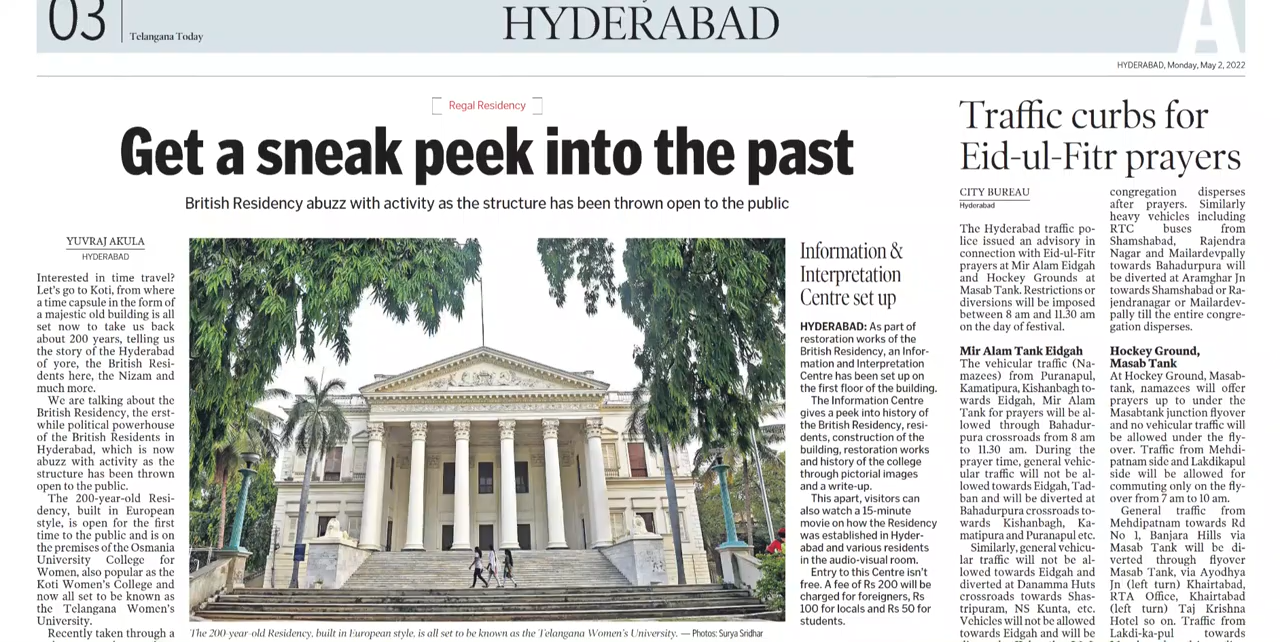 03
Telangana Today
HYDERABAD
A
HYDERABAD, Monday, May 2, 2022
Regal Residency
Get a sneak peek into the past
British Residency abuzz with activity as the structure has been thrown open to the public
YUVRAJ AKULA
HYDERABAD
Interested in time travel?
Let's go to Koti, from where
a time capsule in the form of
a majestic old building is all
set now to take us back
about 200 years, telling us
the story of the Hyderabad
of yore, the British Resi-
dents here, the Nizam and
much more.
We are talking about the
British Residency, the erst-
while political powerhouse
of the British Residents in
Hyderabad, which is now
abuzz with activity as the
structure has been thrown
open to the public.
The 200-year-old Resi-
dency, built in European
style, is open for the first
time to the public and is on
the premises of the Osmania
University College for
Women, also popular as the
Koti Women's College and
now all set to be known as
the Telangana Women's
University.
Recently taken through a
The 200-year-old Residency, built in European style, is all set to be known as the Telangana Women's University. — Photos: Surya Sridhar
Information &
Interpretation
Centre set up
HYDERABAD: As part of
restoration works of the
British Residency, an Infor-
mation and Interpretation
Centre has been set up on
the first floor of the building.
The Information Centre
gives a peek into history of
the British Residency, resi-
dents, construction of the
building, restoration works
and history of the college
through pictorial images
and a write-up.
This apart, visitors can
also watch a 15-minute
movie on how the Residency
was established in Hyder-
abad and various residents
in the audio-visual room.
Entry to this Centre isn't
free. A fee of Rs 200 will be
charged for foreigners, Rs
100 for locals and Rs 50 for
students.
Traffic curbs for
Eid-ul-Fitr prayers
CITY BUREAU
Hyderabad
The Hyderabad traffic po-
lice issued an advisory in
connection with Eid-ul-Fitr
prayers at Mir Alam Eidgah
and Hockey Grounds at
Masab Tank. Restrictions or
diversions will be imposed
between 8 am and 11.30 am
on the day of festival.
Mir Alam Tank Eidgah
The vehicular traffic (Na-
mazees) from Puranapul,
Kamatipura, Kishanbagh to-
wards Eidgah, Mir Alam
Tank for prayers will be al-
lowed through Bahadur-
pura crossroads from 8 am
to 11.30 am. During the
prayer time, general vehic-
ular traffic will not be al-
lowed towards Eidgah, Tad-
ban and will be diverted at
Bahadurpura crossroads to-
wards Kishanbagh, Ka-
matipura and Puranapul etc.
Similarly, general vehicu-
lar traffic will not be al-
lowed towards Eidgah and
diverted at Danamma Huts
crossroads towards Shas-
tripuram, NS Kunta, etc.
Vehicles will not be allowed
towards Eidgah and will be
congregation disperses
after prayers. Similarly
heavy vehicles including
RTC buses from
Shamshabad, Rajendra
Nagar and Mailardevpally
towards Bahadurpura will
be diverted at Aramghar Jn
towards Shamshabad or Ra-
jendranagar or Mailardev-
pally till the entire congre-
gation disperses.
Hockey Ground,
Masab Tank
At Hockey Ground, Masab-
tank, namazees will offer
prayers up to under the
Masabtank junction flyover
and no vehicular traffic will
be allowed under the fly-
over. Traffic from Mehdi-
patnam side and Lakdikapul
side will be allowed for
commuting only on the fly-
over from 7 am to 10 am.
General traffic from
Mehdipatnam towards Rd
No 1, Banjara Hills via
Masab Tank will be di-
verted through flyover
Masab Tank, via Ayodhya
Jn (left turn) Khairtabad,
RTA Office, Khairtabad
(left turn) Taj Krishna
Hotel so on. Traffic from
Lakdi-ka-pul towards